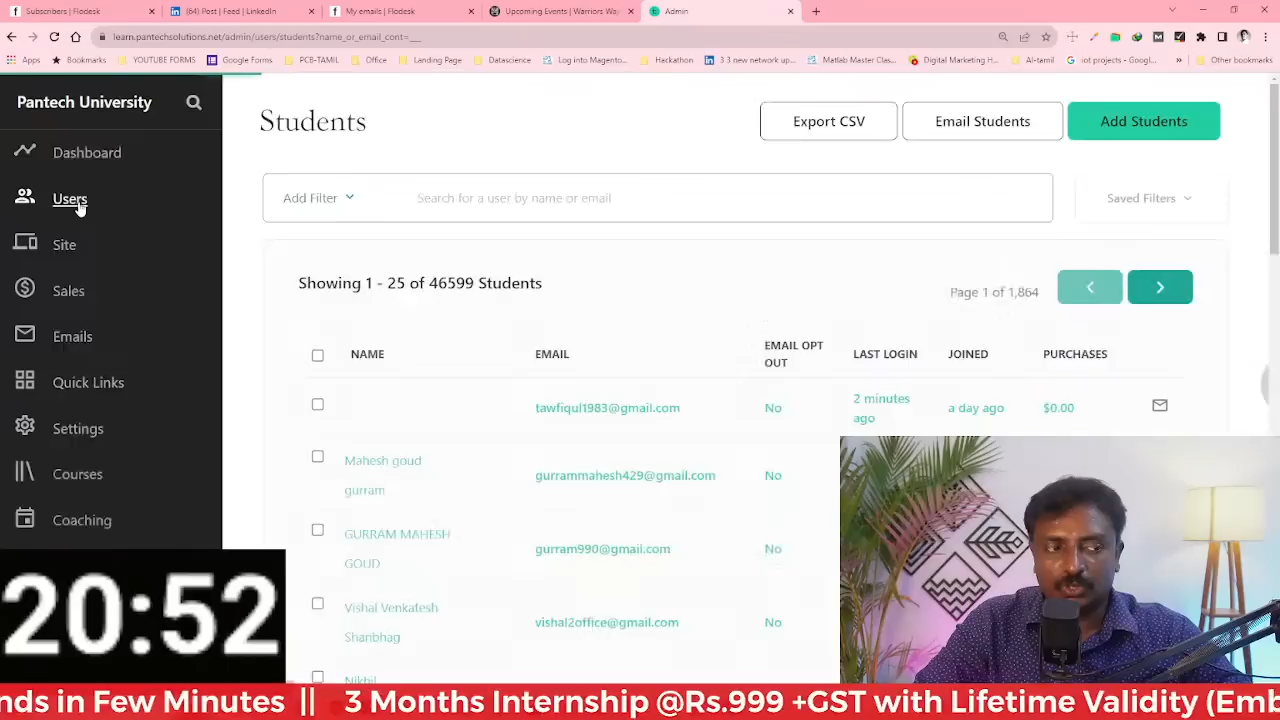 Subscribers | Flodesk
(64) Post | Feed | LinkedIn
My emails | Flodesk
Upcoming Events | Warriors Way
Admin
learn.pantechsolutions.net/admin/users/students?name_or_email_cont=___
Apps
Bookmarks
YOUTUBE FORMS
Google Forms
PCB-TAMIL
Office
Landing Page
Datascience
Log into Magento...
Hackathon
3 3 new network up...
Matlab Master Clas...
Digital Marketing H...
AI-tamil
iot projects - Googl...
»
Other bookmarks
Pantech University
Dashboard
Users
Site
Sales
Emails
Quick Links
Settings
Courses
Coaching
Students
Export CSV
Email Students
Add Students
Add Filter
Search for a user by name or email
Saved Filters
Showing 1 - 25 of 46599 Students
Page 1 of 1,864
NAME
EMAIL
EMAIL OPT
OUT
LAST LOGIN
JOINED
PURCHASES
tawfiqul1983@gmail.com
No
2 minutes
ago
a day ago
$0.00
Mahesh goud
gurram
gurrammahesh429@gmail.com
No
GURRAM MAHESH
GOUD
gurram990@gmail.com
No
Vishal Venkatesh
Shanbhag
vishal2office@gmail.com
No
Nikhil
20:52
nds in Few Minutes || 3 Months Internship @Rs.999 +GST with Lifetime Validity (Emb